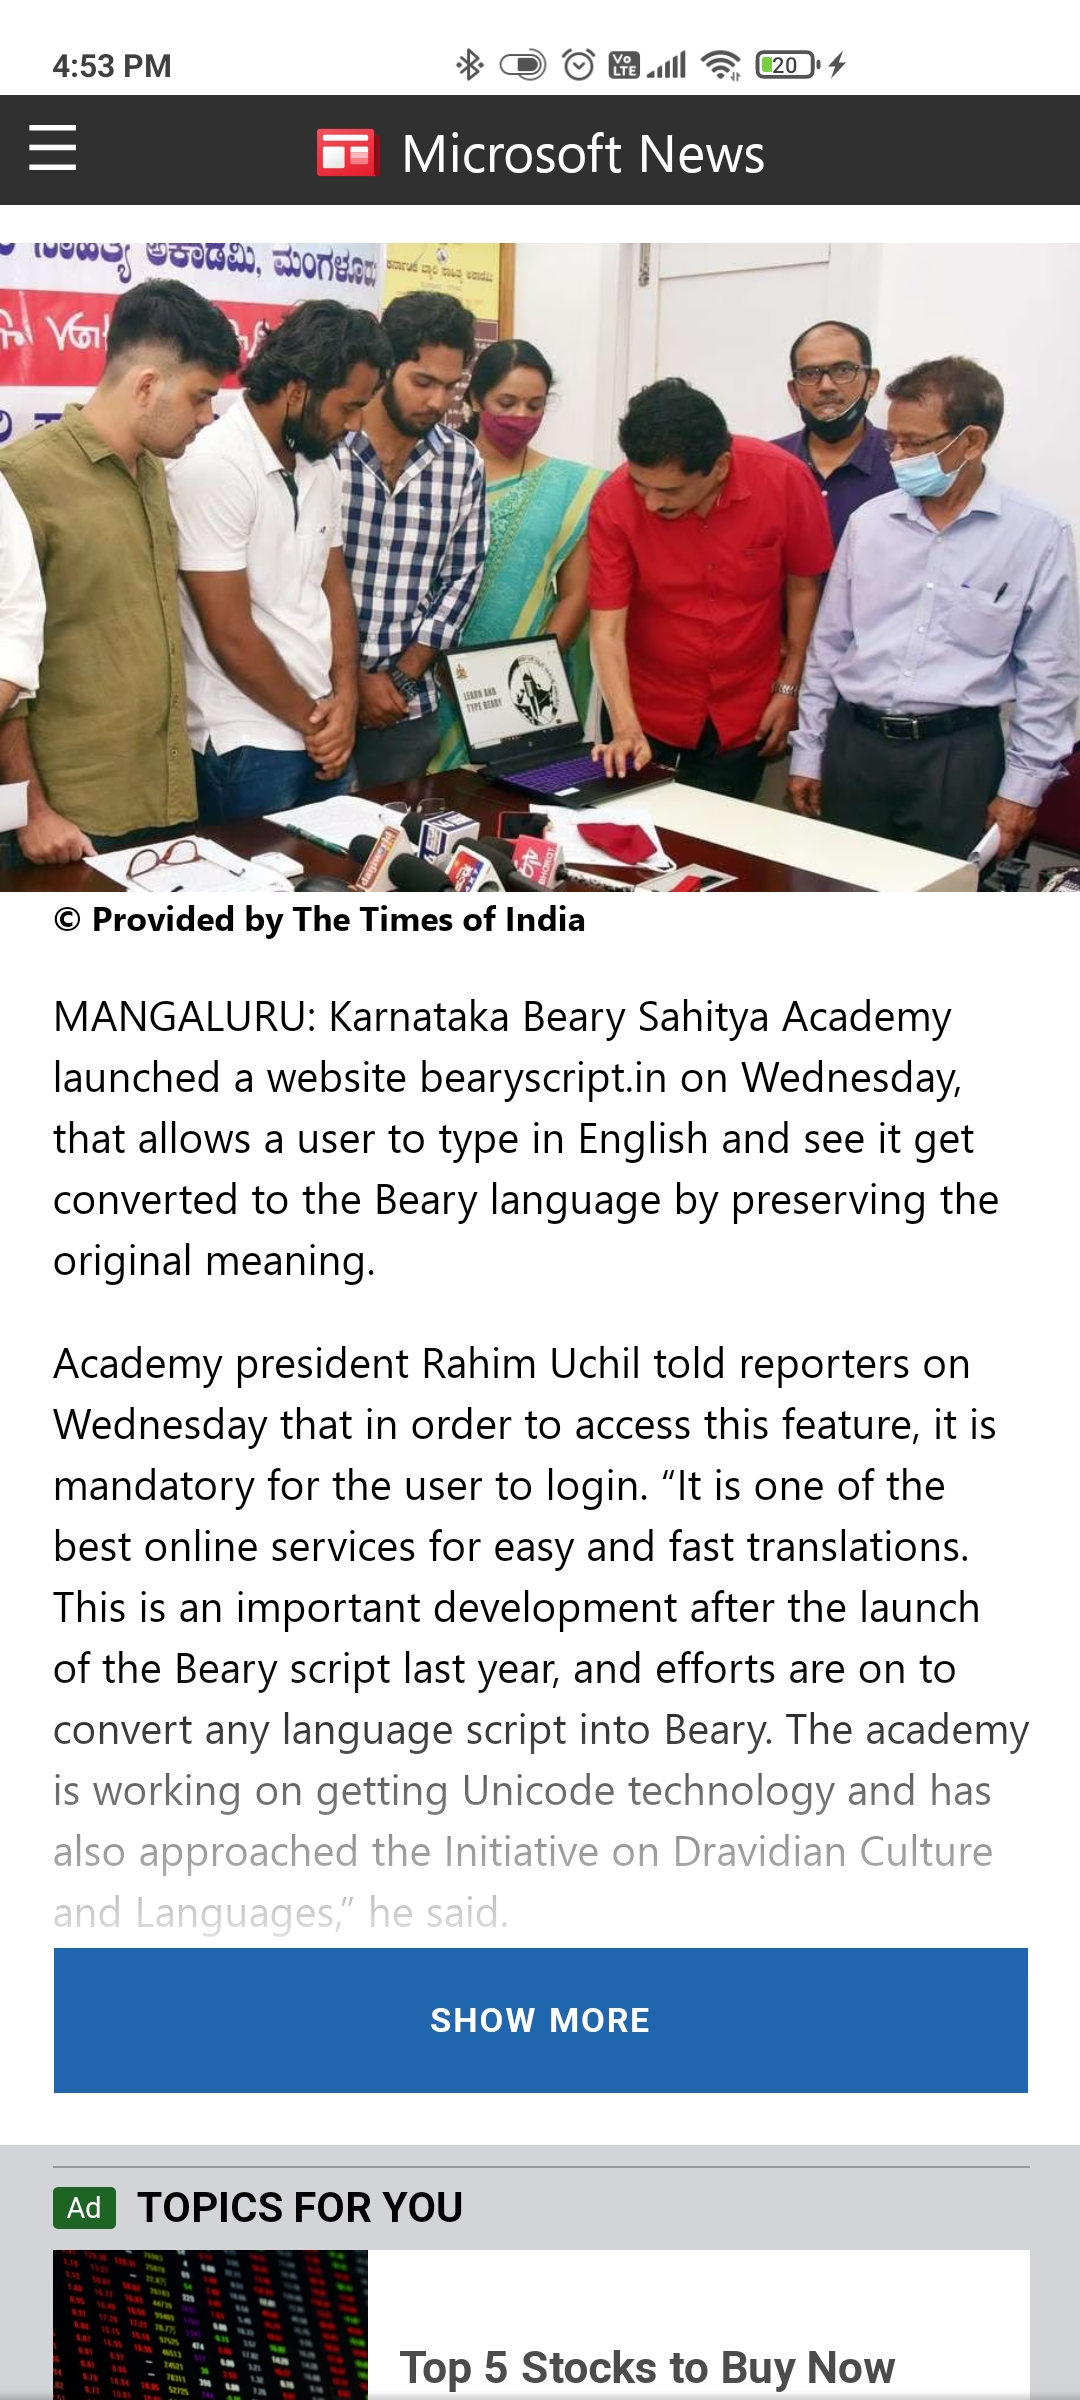 4:53 PM
Vo
LTE
20
Microsoft News
ಸಾಹಿತ್ಯ ಅಕಾಡೆಮಿ, ಮಂಗಳೂರು
ಕರ್ನಾಟಕ ಬ್ಯಾರಿ ಸಾಹಿತ್ಯ ಅಕಾಡೆಮಿ
LEARN AND
TYPE BEARY
BHARAT
© Provided by The Times of India
MANGALURU: Karnataka Beary Sahitya Academy
launched a website bearyscript.in on Wednesday,
that allows a user to type in English and see it get
converted to the Beary language by preserving the
original meaning.
Academy president Rahim Uchil told reporters on
Wednesday that in order to access this feature, it is
mandatory for the user to login. “It is one of the
best online services for easy and fast translations.
This is an important development after the launch
of the Beary script last year, and efforts are on to
convert any language script into Beary. The academy
is working on getting Unicode technology and has
also approached the Initiative on Dravidian Culture
and Languages,” he said.
SHOW MORE
Ad TOPICS FOR YOU
Top 5 Stocks to Buy Now